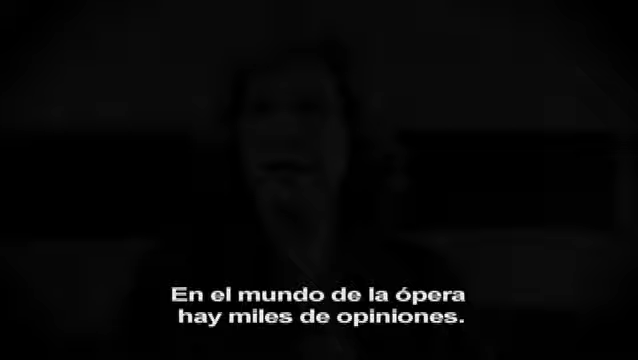 En el mundo de la ópera
hay miles de opiniones.